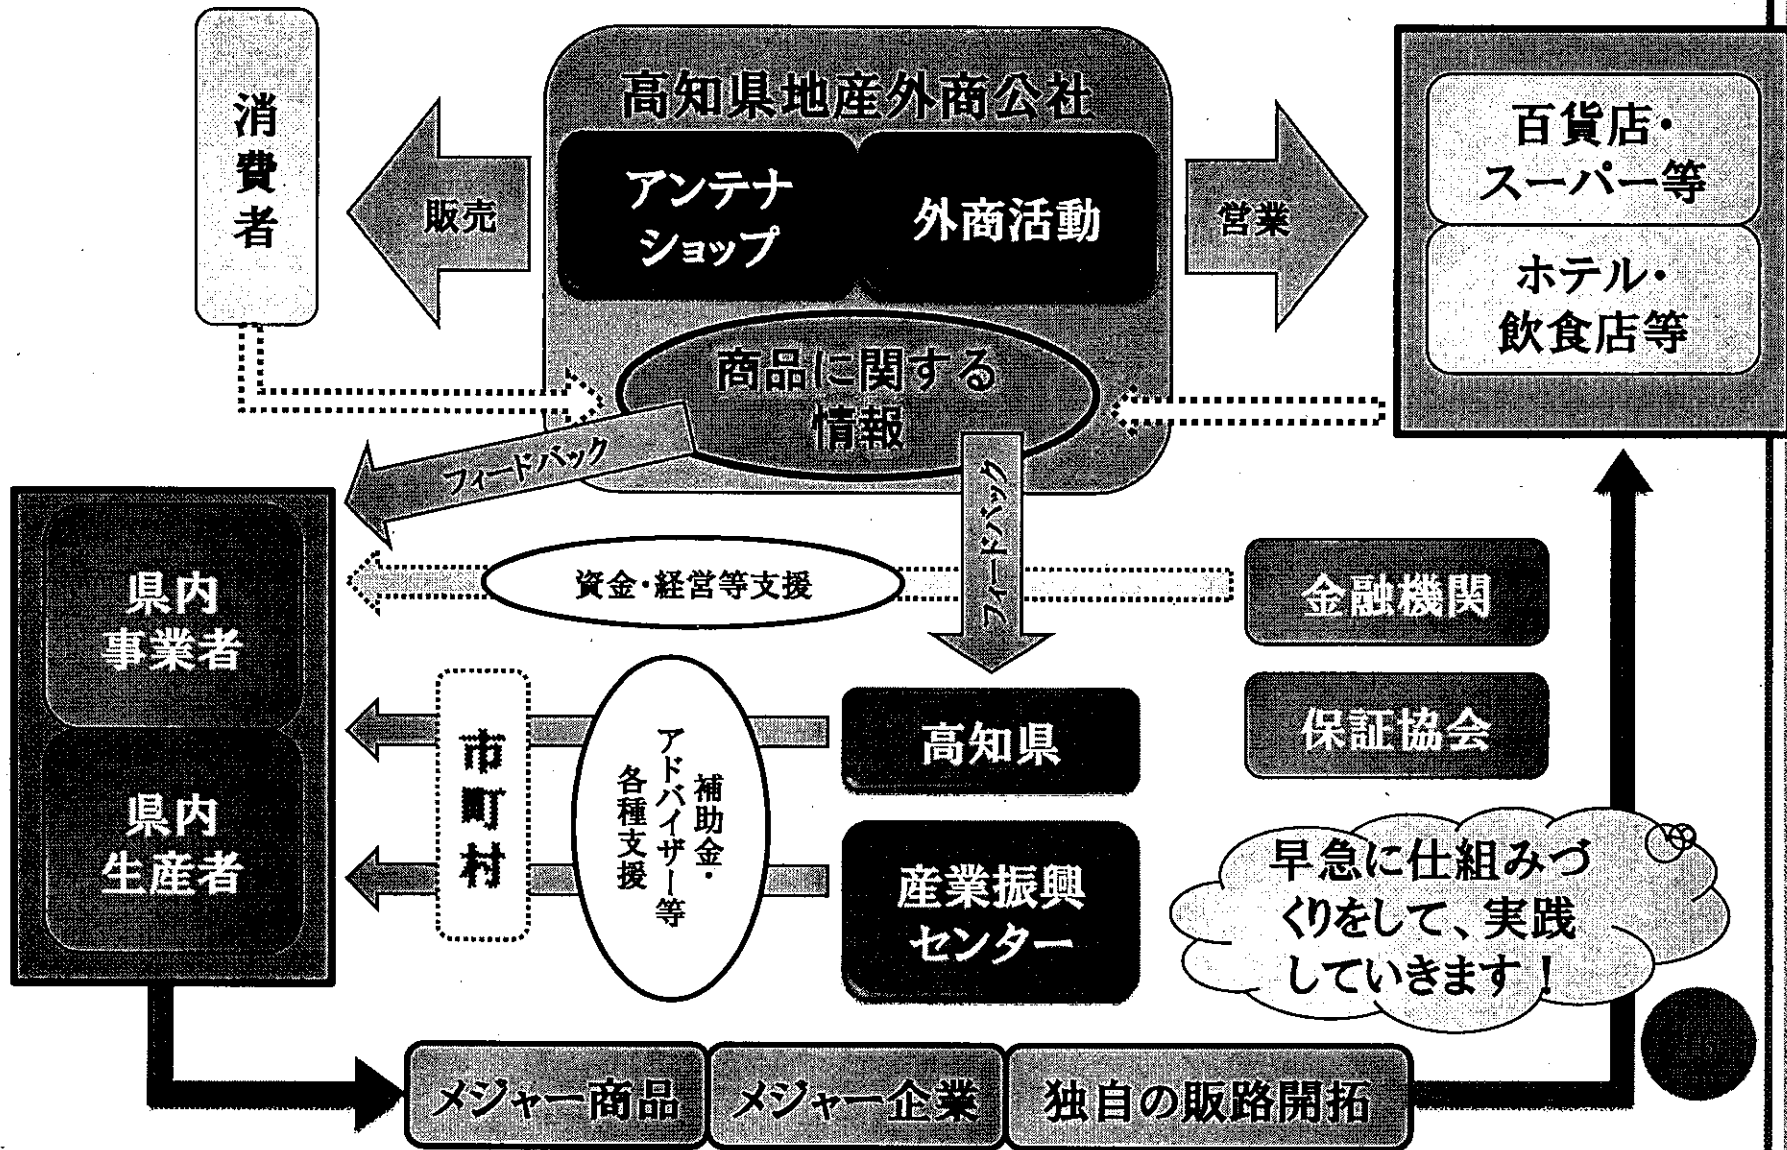 消費者
販売
高知県地産外商公社
アンテナ
ショップ
外商活動
営業
百貨店・
スーパー等
ホテル・
飲食店等
商品に関する
情報
フィードバック
フィードバック
県内
事業者
県内
生産者
資金・経営等支援
金融機関
保証協会
市町村
補助金・
アドバイザー等
各種支援
高知県
産業振興
センター
早急に仕組みづ
くりをして、実践
していきます！
メジャー商品
メジャー企業
独自の販路開拓